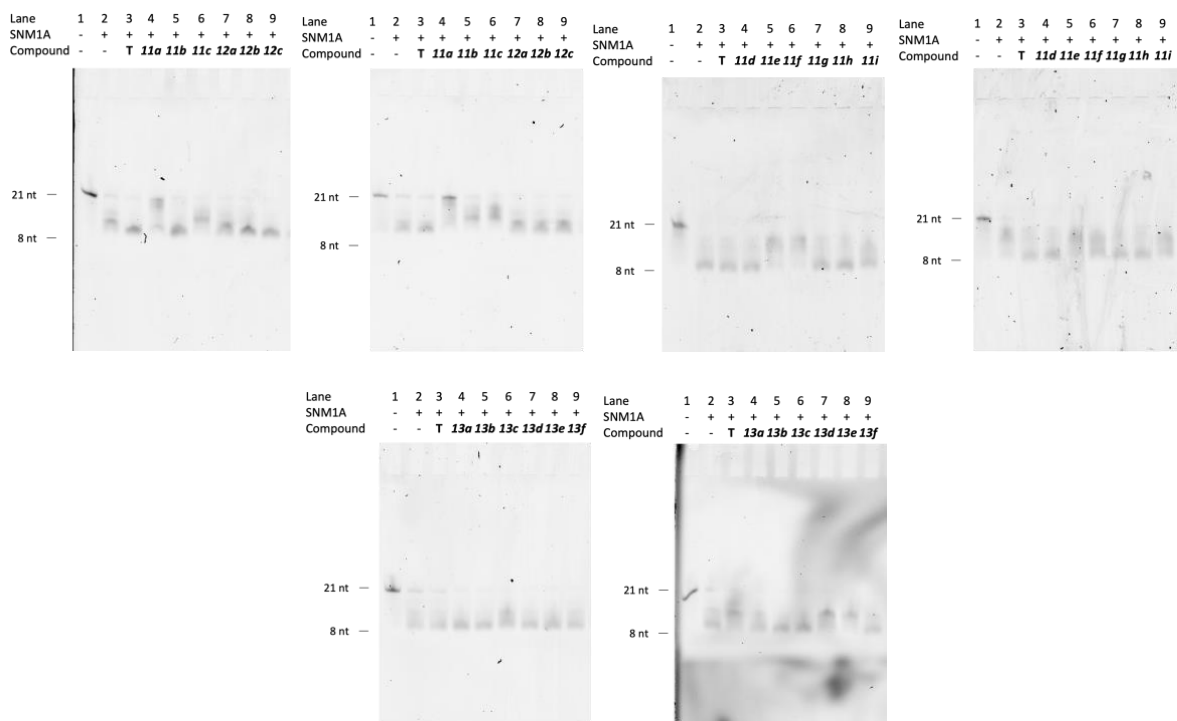 Lane 1 2 3 4 5 6 7 8 9
SNM1A - + + + + + + + +
Compound - - T 11a 11b 11c 12a 12b 12c
21 nt
8 nt
Lane 1 2 3 4 5 6 7 8 9
SNM1A - + + + + + + + +
Compound - - T 11a 11b 11c 12a 12b 12c
21 nt
8 nt
Lane 1 2 3 4 5 6 7 8 9
SNM1A - + + + + + + + +
Compound - - T 11d 11e 11f 11g 11h 11i
21 nt
8 nt
Lane 1 2 3 4 5 6 7 8 9
SNM1A - + + + + + + + +
Compound - - T 11d 11e 11f 11g 11h 11i
21 nt
8 nt
Lane 1 2 3 4 5 6 7 8 9
SNM1A - + + + + + + + +
Compound - - T 13a 13b 13c 13d 13e 13f
21 nt
8 nt
Lane 1 2 3 4 5 6 7 8 9
SNM1A - + + + + + + + +
Compound - - T 13a 13b 13c 13d 13e 13f
21 nt
8 nt